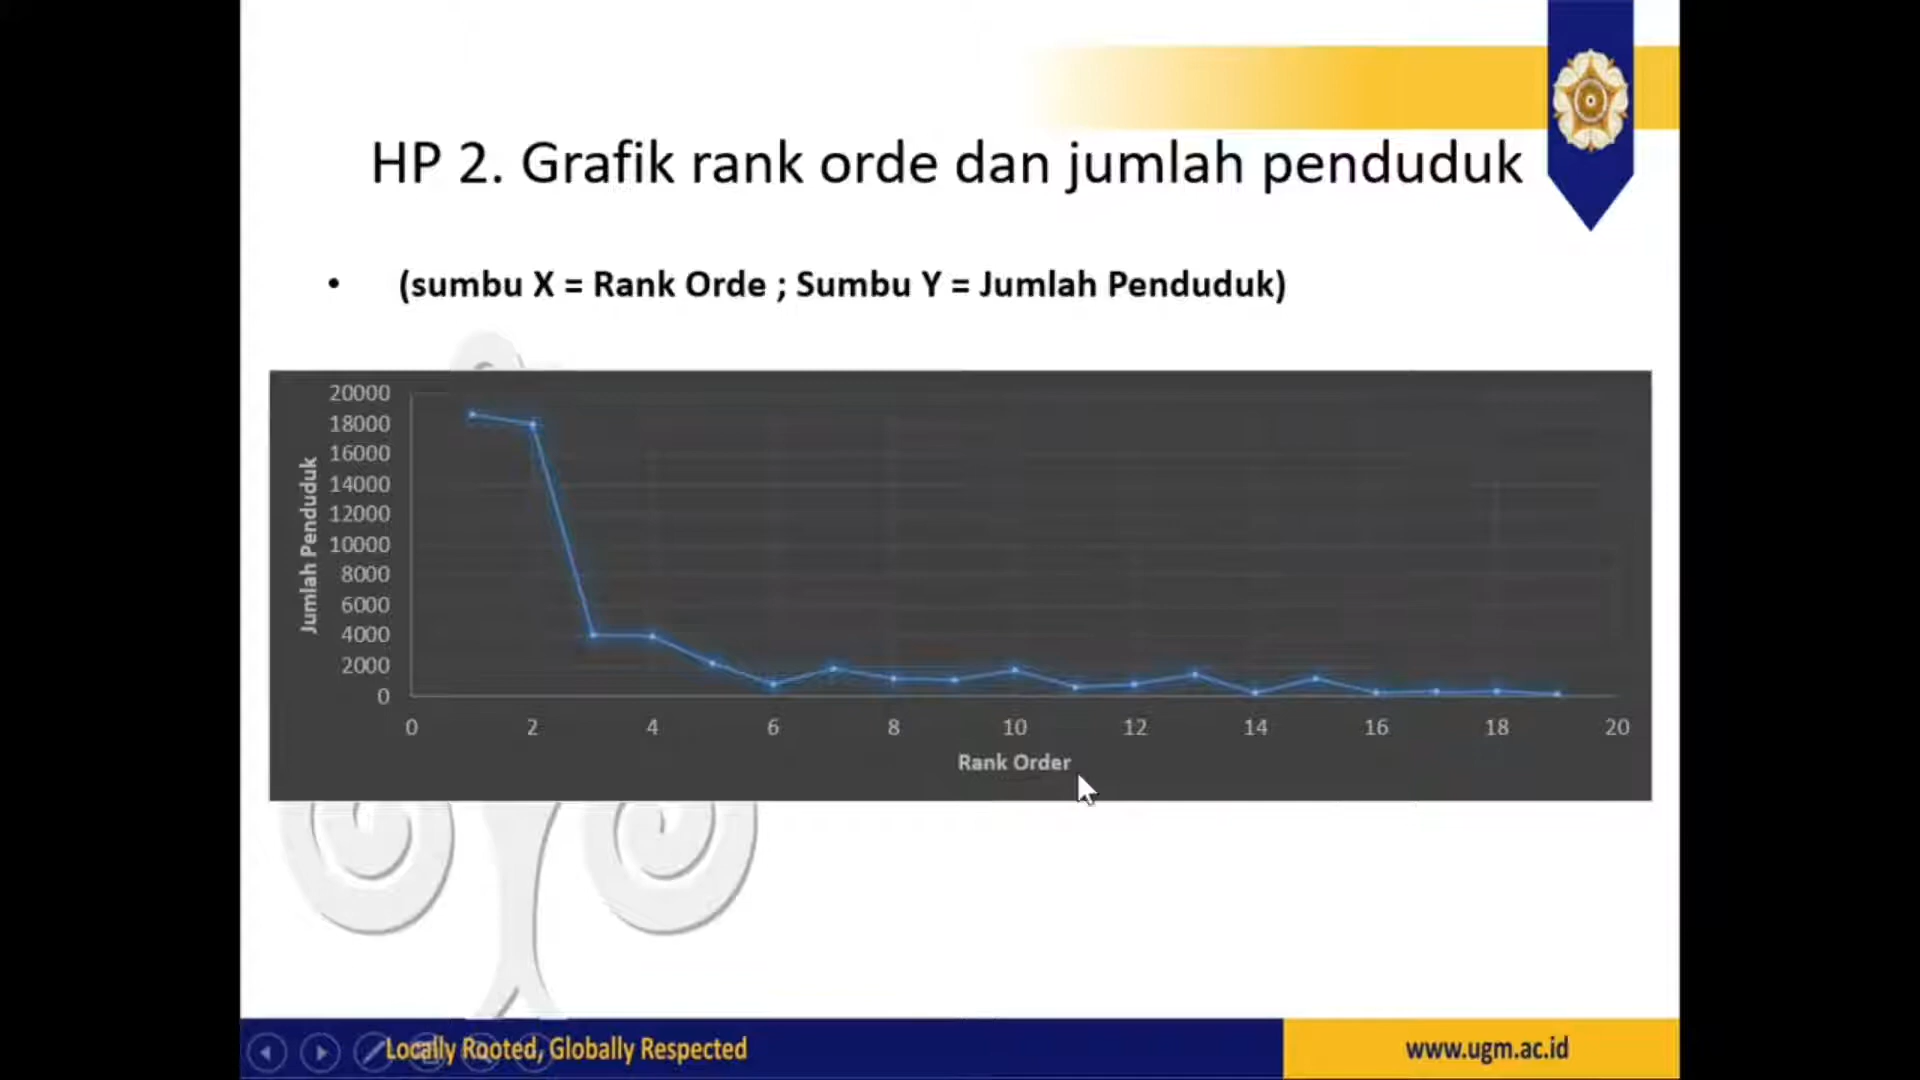 HP 2. Grafik rank orde dan jumlah penduduk
• (sumbu X = Rank Orde ; Sumbu Y = Jumlah Penduduk)
20000
18000
16000
14000
12000
10000
8000
6000
4000
2000
0
Jumlah Penduduk
0 2 4 6 8 10 12 14 16 18 20
Rank Order
Locally Rooted, Globally Respected
www.ugm.ac.id